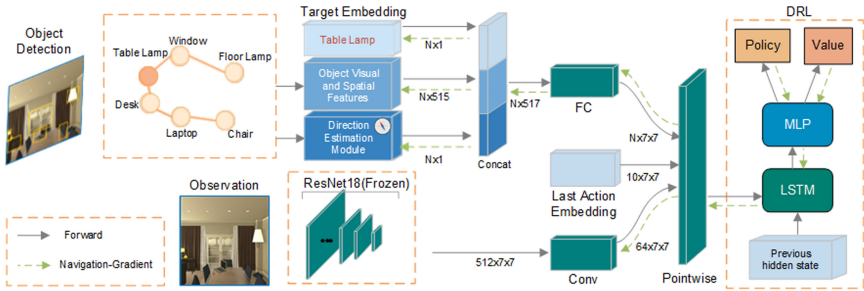 Object
Detection
Table Lamp
Window
Floor Lamp
Desk
Laptop
Chair
Target Embedding
Table Lamp
Object Visual
and Spatial
Features
Direction
Estimation
Module
Nx1
Nx515
Nx1
Concat
Nx517
FC
Nx7x7
Last Action
Embedding
10x7x7
Observation
ResNet18(Frozen)
512x7x7
Conv
64x7x7
Pointwise
DRL
Policy
Value
MLP
LSTM
Previous
hidden state
Forward
Navigation-Gradient